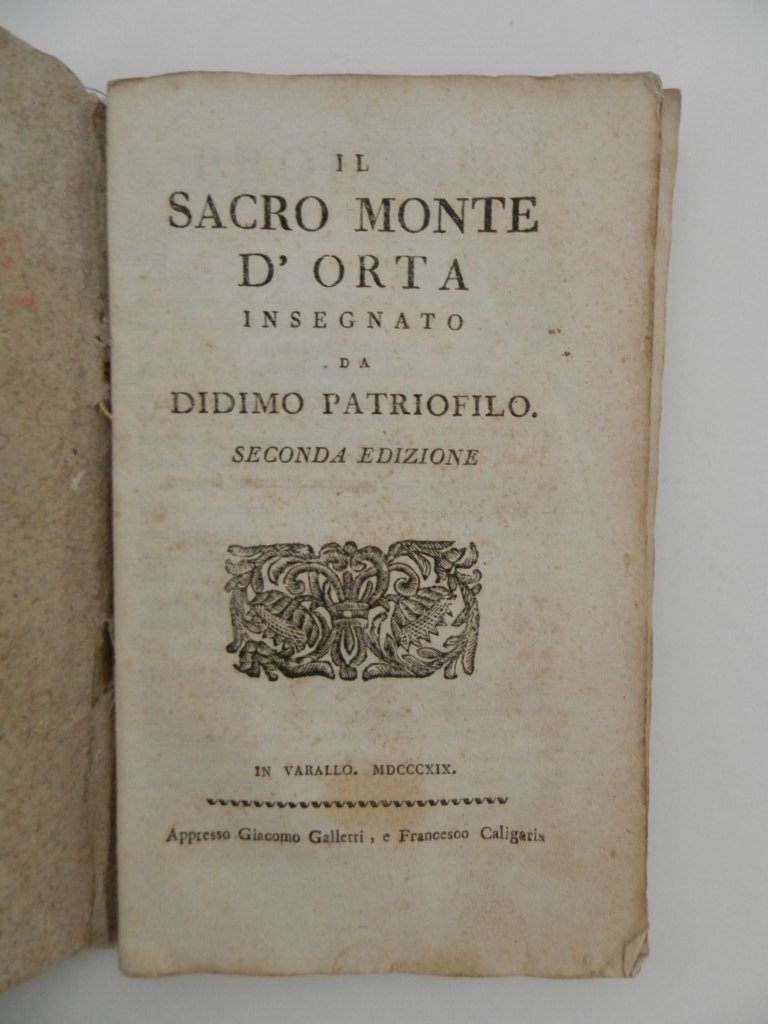 IL
SACRO MONTE
D' ORTA
INSEGNATO
DA
DIDIMO PATRIOFILO.
SECONDA EDIZIONE
IN VARALLO. MDCCCXIX.
Appresso Giacomo Galletti, e Francesco Caligaris